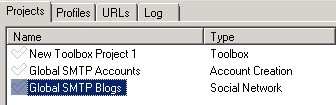 Projects Profiles URLs Log
Name Type
New Toolbox Project 1 Toolbox
Global SMTP Accounts Account Creation
Global SMTP Blogs Social Network